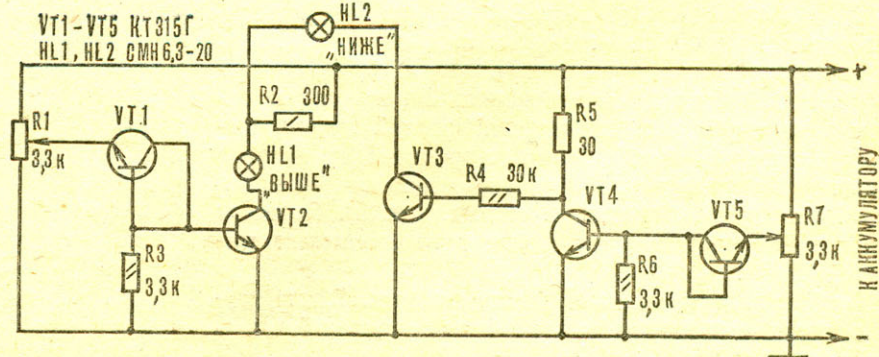 VT1-VT5 КТ315Г
HL1, HL2 СМН6,3-20
HL2
„НИЖЕ"
R2 300
R1
3,3к
VT1
HL1
„ВЫШЕ"
VT2
R3
3,3к
VT3
R4 30к
R5
30
VT4
VT5
R6
3,3к
R7
3,3к
+
-
К АККУМУЛЯТОРУ